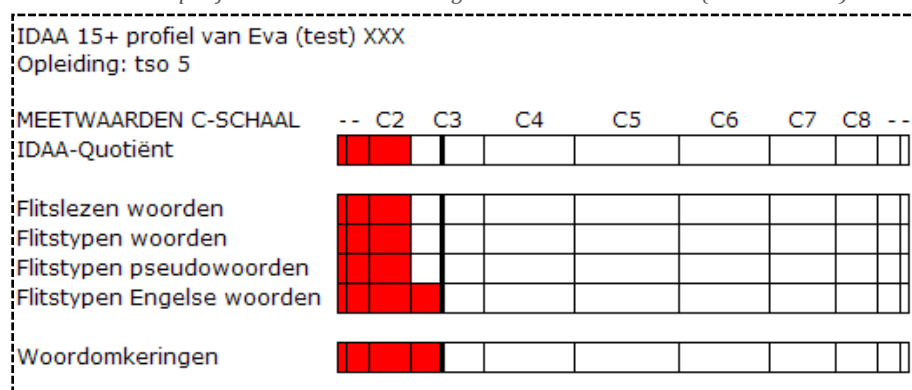 IDAA 15+ profiel van Eva (test) XXX
Opleiding: tso 5
MEETWAARDEN C-SCHAAL -- C2 C3 C4 C5 C6 C7 C8 --
IDAA-Quotiënt
Flitslezen woorden
Flitstypen woorden
Flitstypen pseudowoorden
Flitstypen Engelse woorden
Woordomkeringen